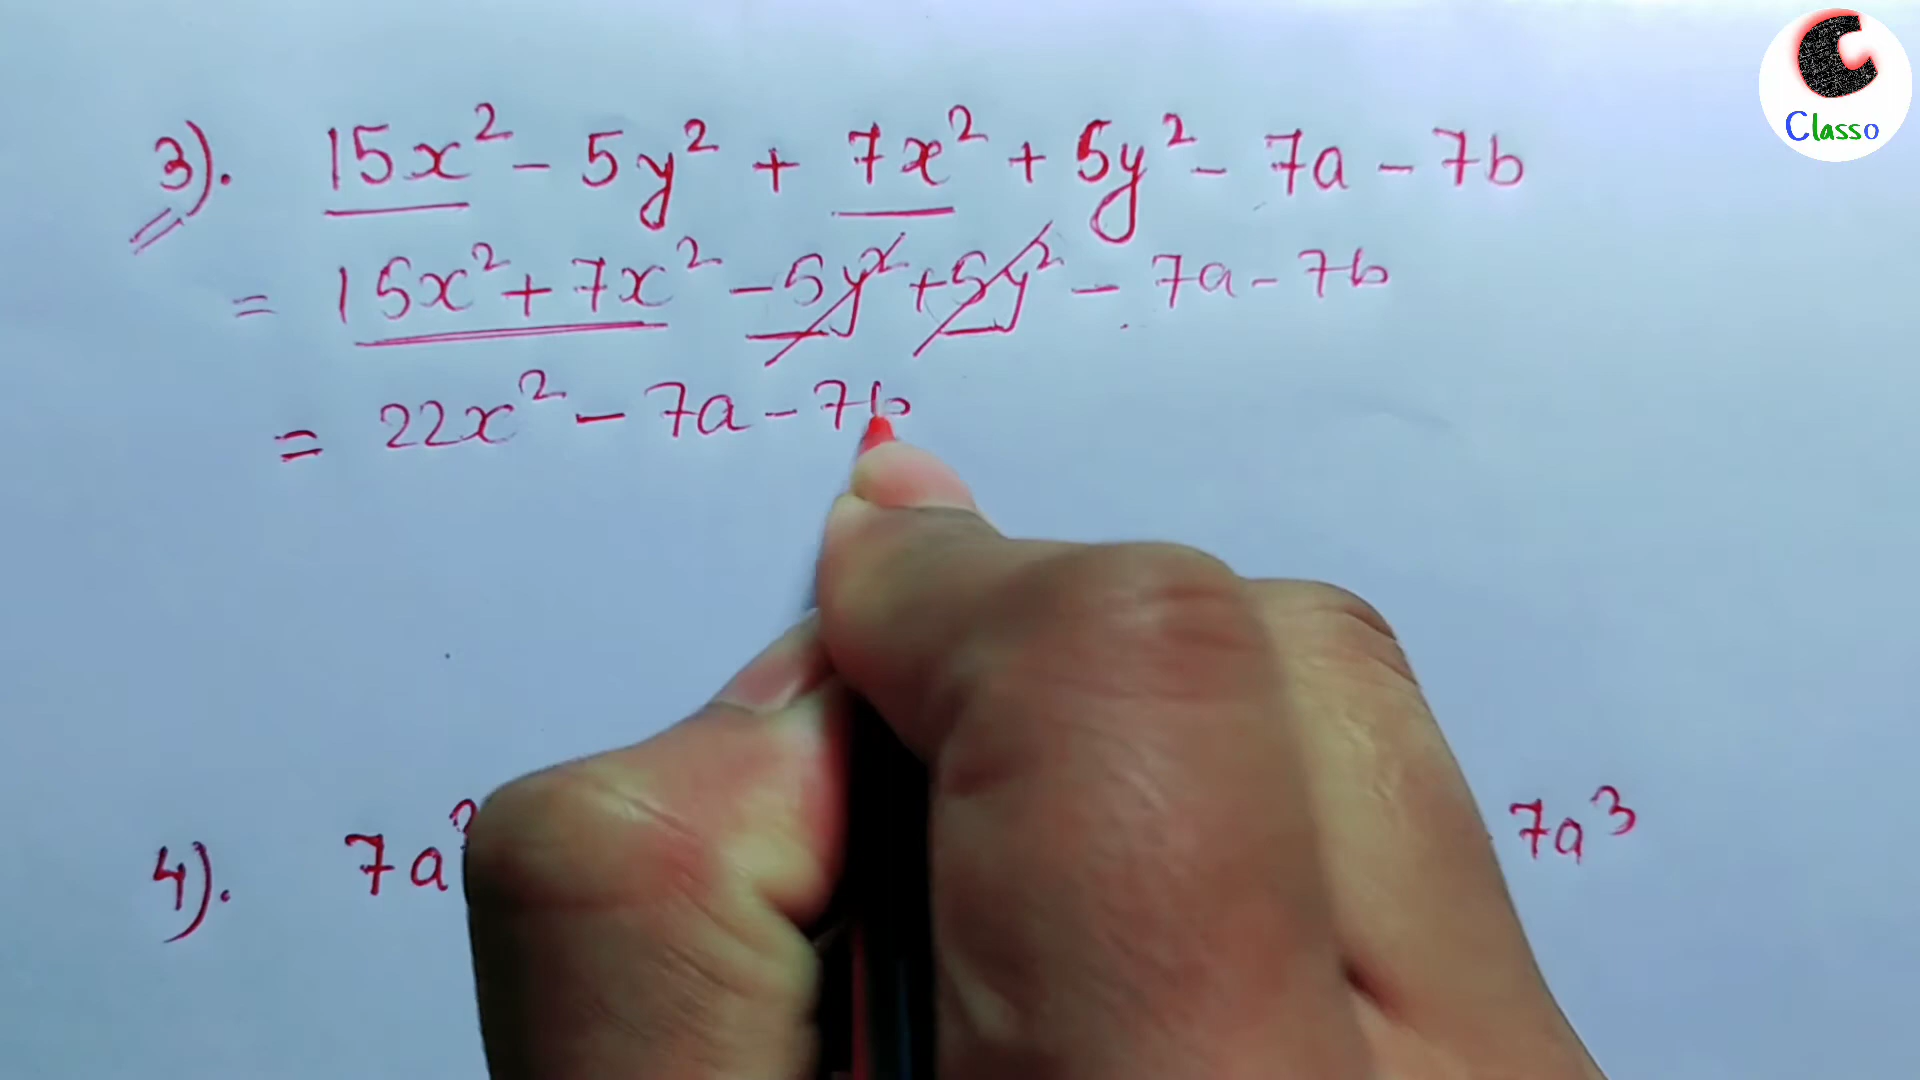 Classo
3). 15x² - 5y² + 7x² + 5y² - 7a - 7b
= 15x² + 7x² - 5y² + 5y² - 7a - 7b
= 22x² - 7a - 7b
4). 7a 7a³